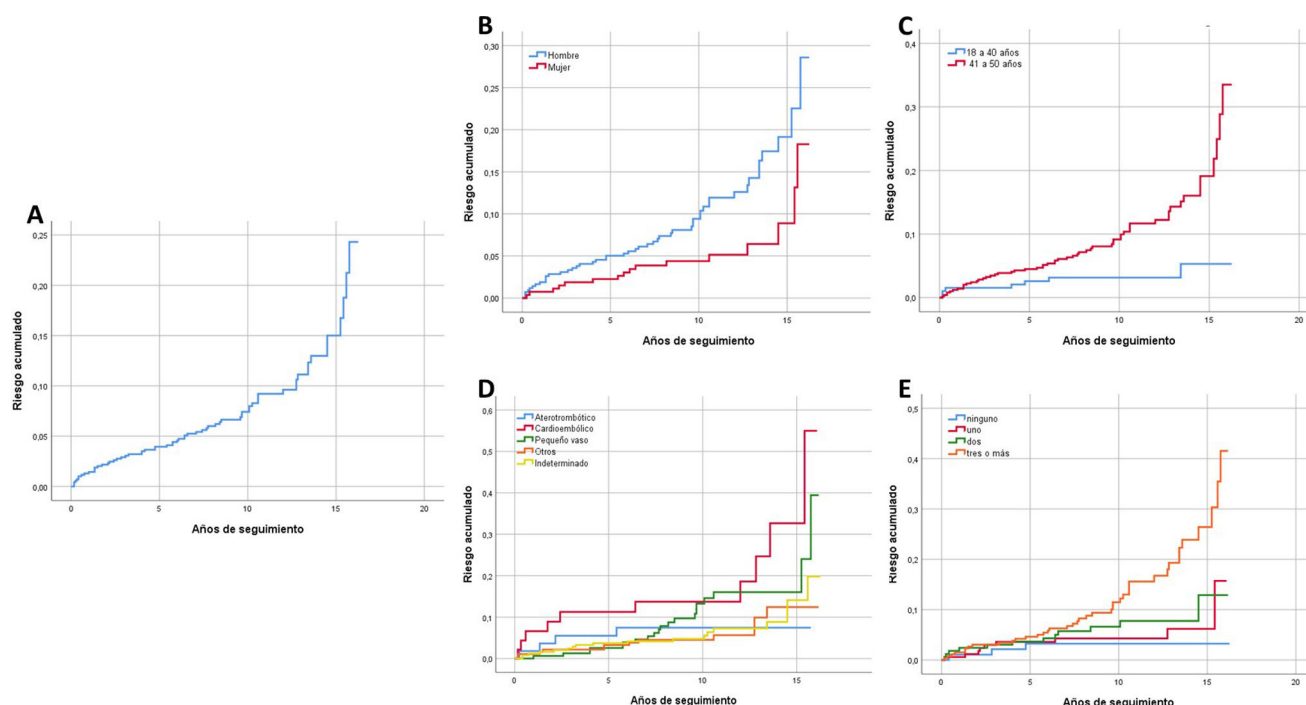 A
Riesgo acumulado
0,25
0,20
0,15
0,10
0,05
0,00
0 5 10 15 20
Años de seguimiento
B
Hombre
Mujer
Riesgo acumulado
0,30
0,25
0,20
0,15
0,10
0,05
0,00
0 5 10 15
Años de seguimiento
C
18 a 40 años
41 a 50 años
Riesgo acumulado
0,4
0,3
0,2
0,1
0,0
0 5 10 15 20
Años de seguimiento
D
Aterotrombótico
Cardioembólico
Pequeño vaso
Otros
Indeterminado
Riesgo acumulado
0,6
0,5
0,4
0,3
0,2
0,1
0,0
0 5 10 15
Años de seguimiento
E
ninguno
uno
dos
tres o más
Riesgo acumulado
0,5
0,4
0,3
0,2
0,1
0,0
0 5 10 15 20
Años de seguimiento